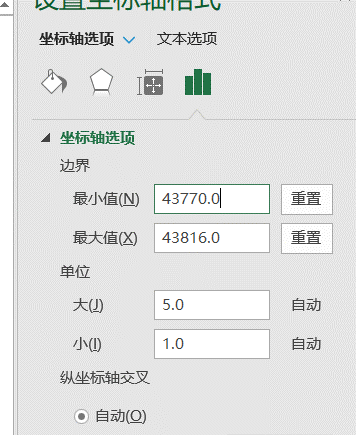 设置坐标轴格式
坐标轴选项 文本选项
坐标轴选项
边界
最小值(N) 43770.0 重置
最大值(X) 43816.0 重置
单位
大(J) 5.0 自动
小(I) 1.0 自动
纵坐标轴交叉
自动(O)